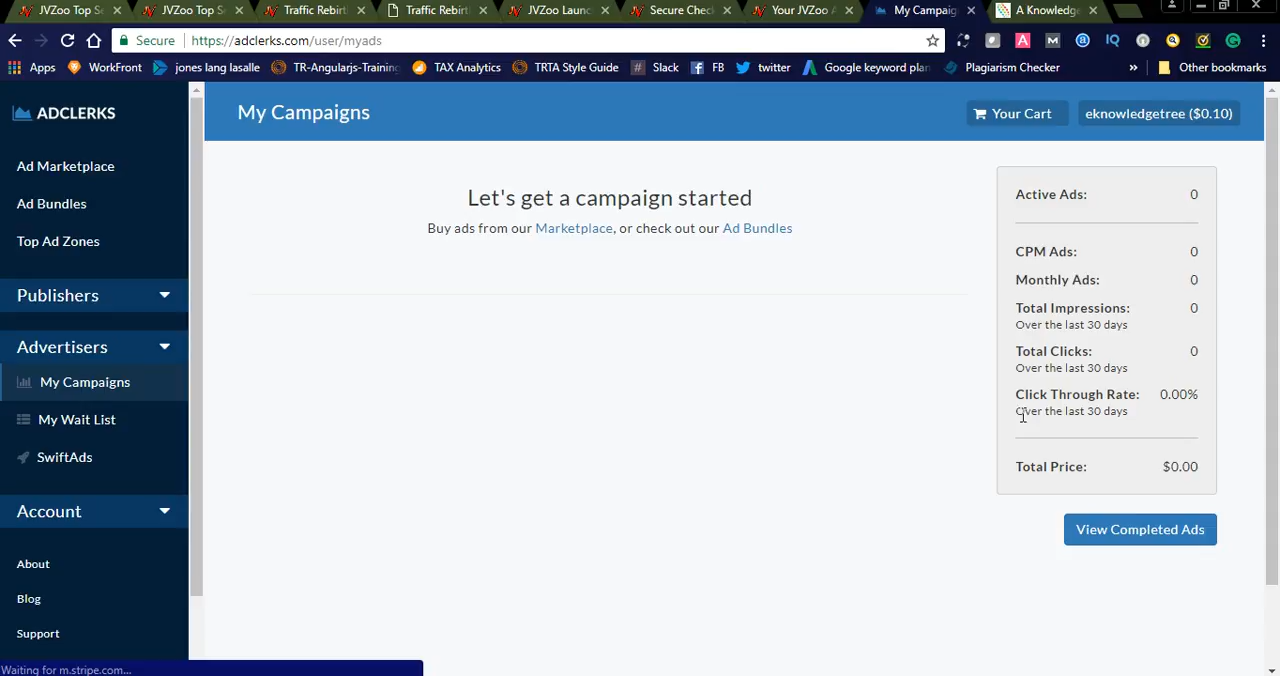 JVZoo Top Se
JVZoo Top Se
Traffic Rebirt
Traffic Rebirt
JVZoo Launc
Secure Check
Your JVZoo A
My Campaig
A Knowledge
Secure
https://adclerks.com/user/myads
Apps
WorkFront
jones lang lasalle
TR-Angularjs-Training
TAX Analytics
TRTA Style Guide
Slack
FB
twitter
Google keyword plan
Plagiarism Checker
»
Other bookmarks
ADCLERKS
Ad Marketplace
Ad Bundles
Top Ad Zones
Publishers
Advertisers
My Campaigns
My Wait List
SwiftAds
Account
About
Blog
Support
My Campaigns
Your Cart
eknowledgetree ($0.10)
Let's get a campaign started
Buy ads from our Marketplace, or check out our Ad Bundles
Active Ads: 0
CPM Ads: 0
Monthly Ads: 0
Total Impressions: 0
Over the last 30 days
Total Clicks: 0
Over the last 30 days
Click Through Rate: 0.00%
Over the last 30 days
Total Price: $0.00
View Completed Ads
Waiting for m.stripe.com...